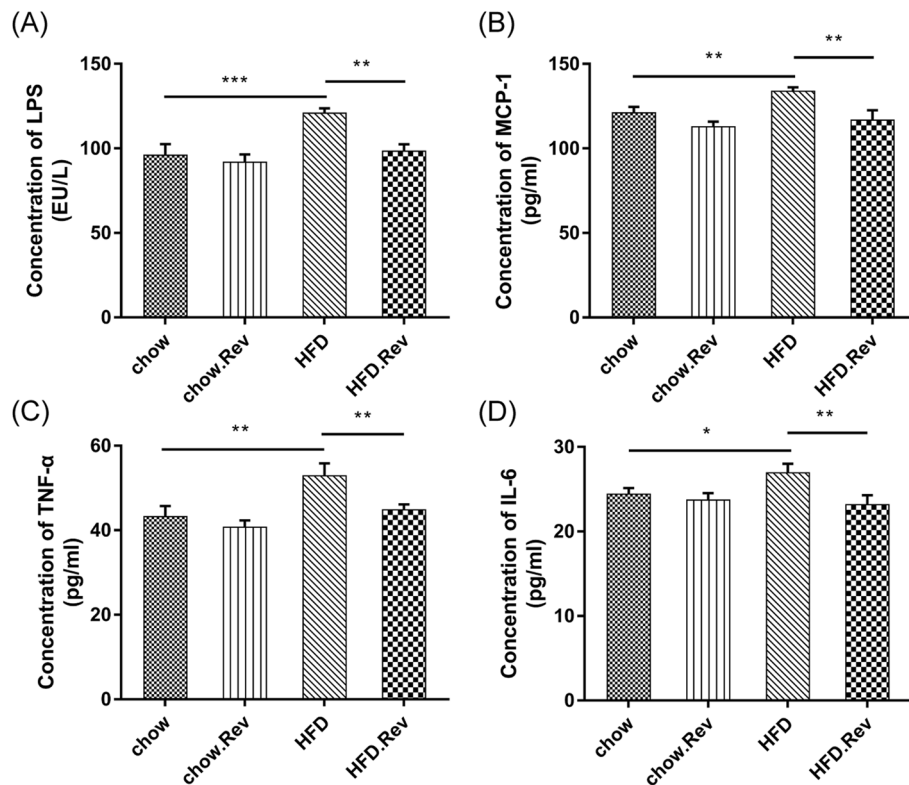 (A)
Concentration of LPS
(EU/L)
150
100
50
0
***
**
chow
chow.Rev
HFD
HFD.Rev
(B)
Concentration of MCP-1
(pg/ml)
150
100
50
0
**
**
chow
chow.Rev
HFD
HFD.Rev
(C)
Concentration of TNF-α
(pg/ml)
60
40
20
0
**
**
chow
chow.Rev
HFD
HFD.Rev
(D)
Concentration of IL-6
(pg/ml)
30
20
10
0
*
**
chow
chow.Rev
HFD
HFD.Rev